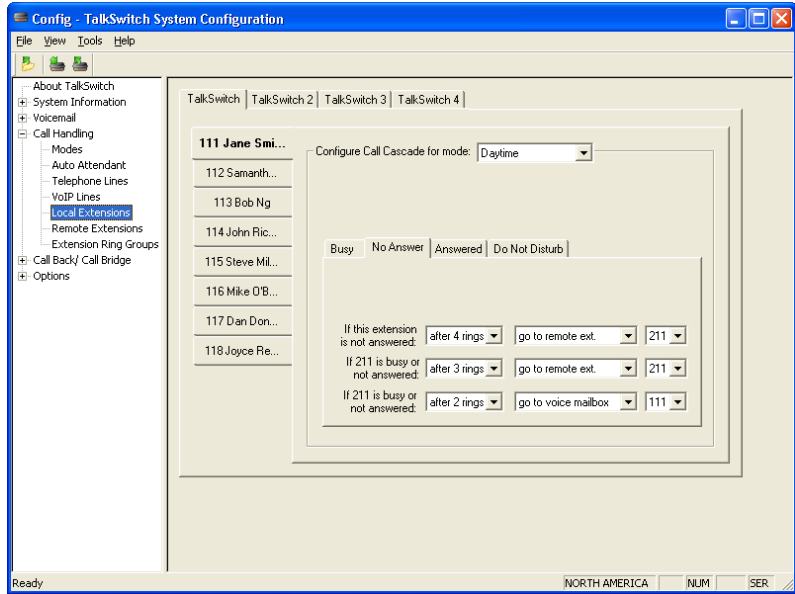 Config - TalkSwitch System Configuration
File View Tools Help
About TalkSwitch
System Information
Voicemail
Call Handling
Modes
Auto Attendant
Telephone Lines
VoIP Lines
Local Extensions
Remote Extensions
Extension Ring Groups
Call Back/ Call Bridge
Options
TalkSwitch TalkSwitch 2 TalkSwitch 3 TalkSwitch 4
111 Jane Smi...
112 Samanth...
113 Bob Ng
114 John Ric...
115 Steve Mil...
116 Mike O'B...
117 Dan Don...
118 Joyce Re...
Configure Call Cascade for mode: Daytime
Busy No Answer Answered Do Not Disturb
If this extension
is not answered: after 4 rings go to remote ext. 211
If 211 is busy or
not answered: after 3 rings go to remote ext. 211
If 211 is busy or
not answered: after 2 rings go to voice mailbox 111
Ready NORTH AMERICA NUM SER